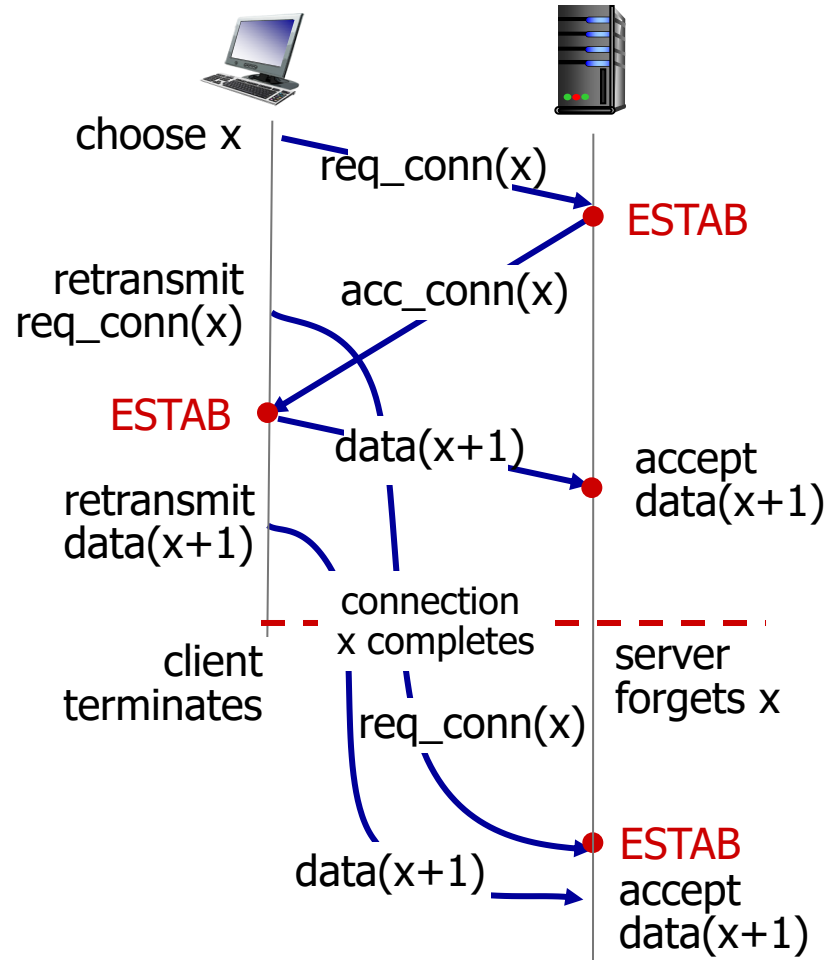 choose x
req_conn(x)
ESTAB
retransmit
req_conn(x)
acc_conn(x)
ESTAB
data(x+1)
accept
data(x+1)
retransmit
data(x+1)
connection
x completes
client
terminates
server
forgets x
req_conn(x)
ESTAB
data(x+1)
accept
data(x+1)